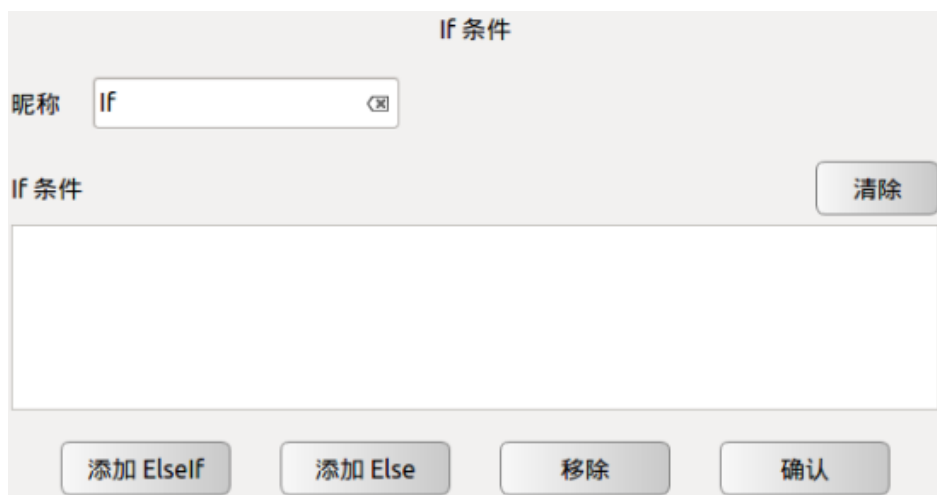 If 条件
昵称 If
If 条件 清除
添加 ElseIf 添加 Else 移除 确认